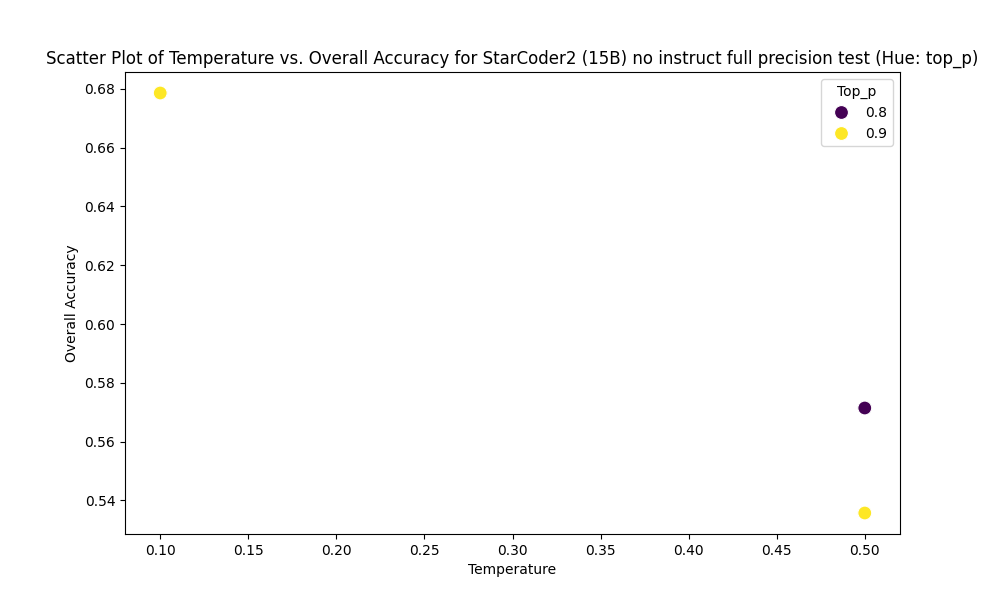 Scatter Plot of Temperature vs. Overall Accuracy for StarCoder2 (15B) no instruct full precision test (Hue: top_p)
Top_p
0.8
0.9
0.68
0.66
0.64
0.62
0.60
0.58
0.56
0.54
Overall Accuracy
0.10 0.15 0.20 0.25 0.30 0.35 0.40 0.45 0.50
Temperature